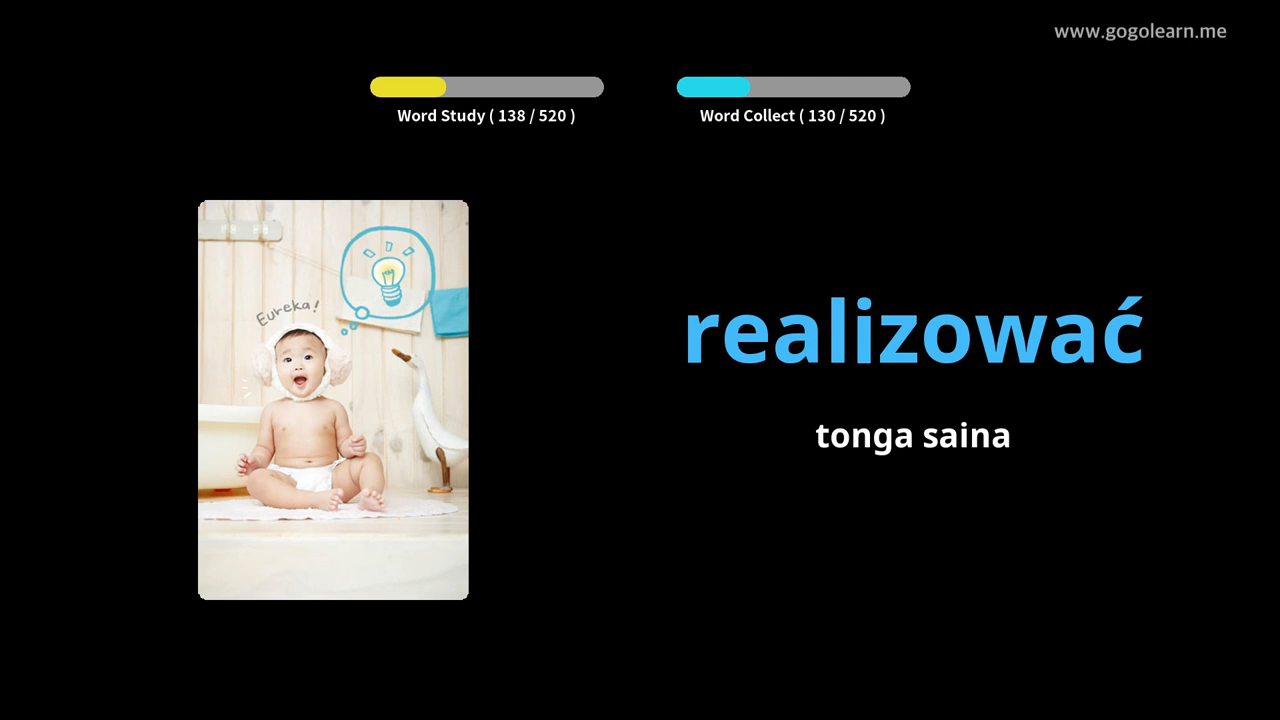 www.gogolearn.me
Word Study ( 138 / 520 )
Word Collect ( 130 / 520 )
Eureka!
realizować
tonga saina